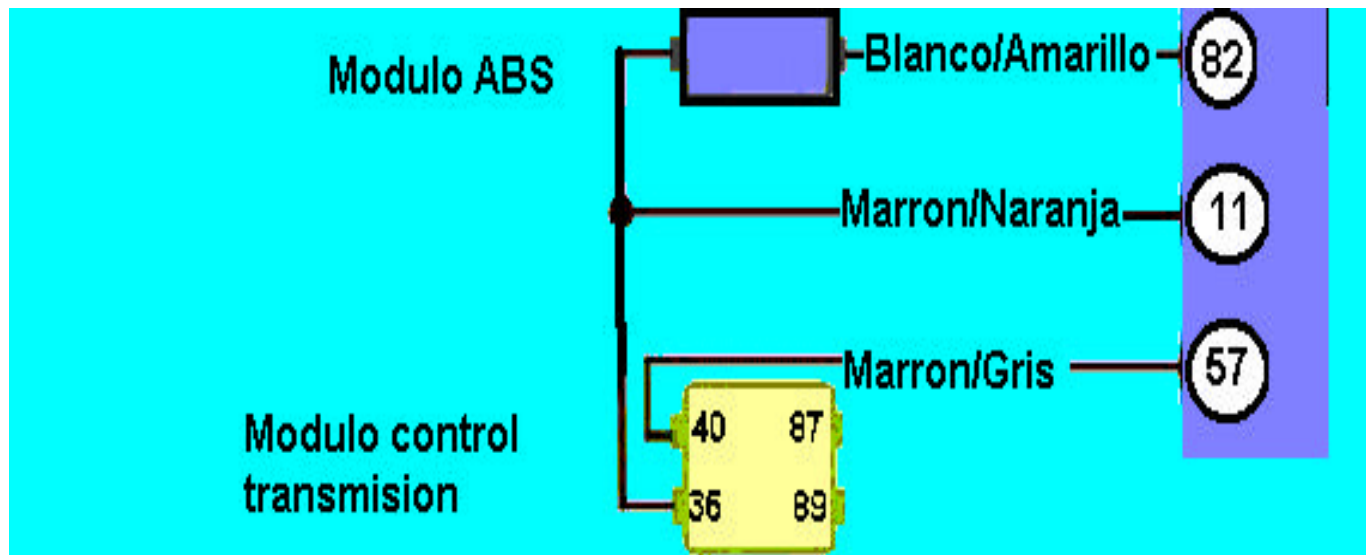 Modulo ABS
Blanco/Amarillo
82
Marron/Naranja
11
Marron/Gris
57
40 87
Modulo control
transmision
36 89